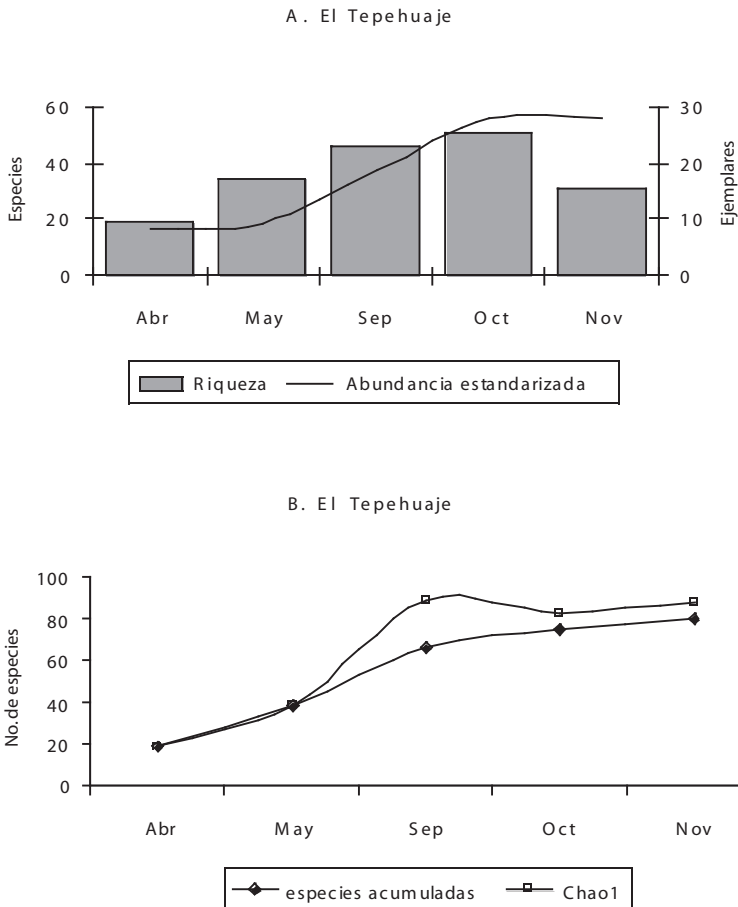 A. El Tepehuaje
60 30
40 20
20 10
0 0
Especies
Ejemplares
Abr May Sep Oct Nov
Riqueza Abundancia estandarizada
B. El Tepehuaje
100
80
60
40
20
0
No. de especies
Abr May Sep Oct Nov
especies acumuladas Chao1